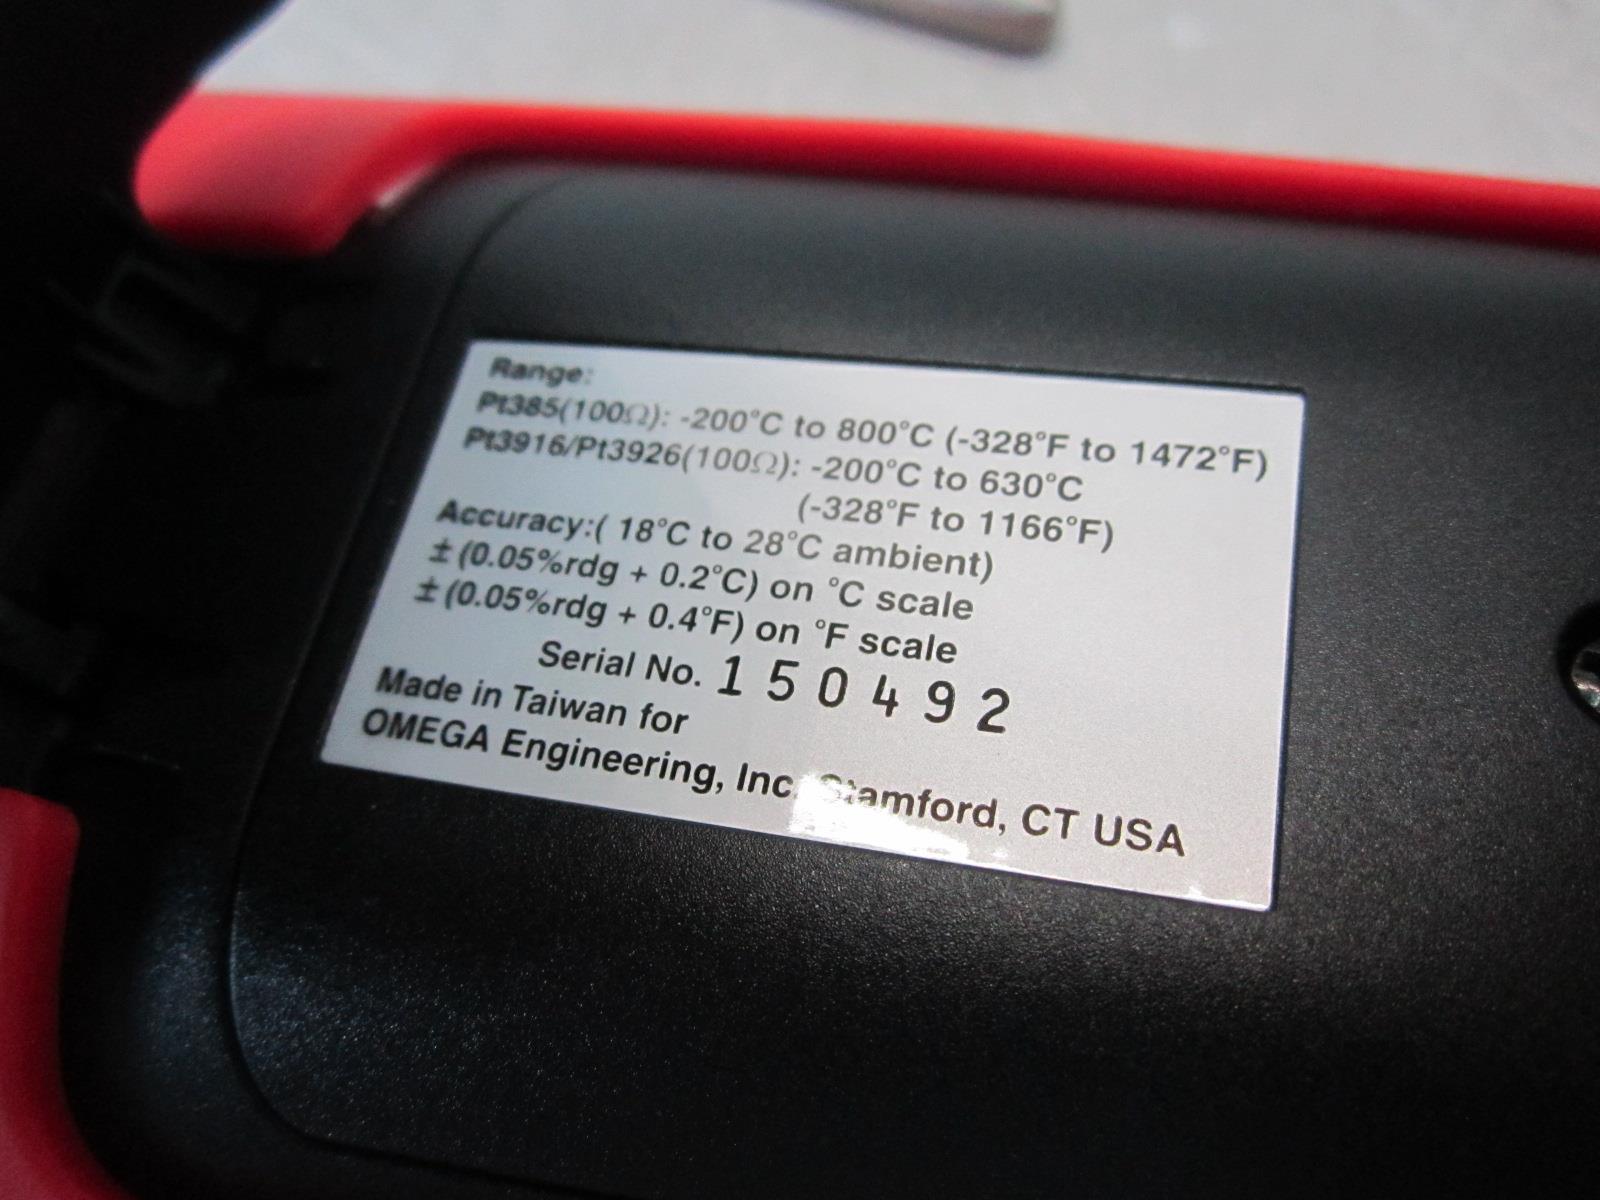 Range:
Pt385(100Ω): -200°C to 800°C (-328°F to 1472°F)
Pt3916/Pt3926(100Ω): -200°C to 630°C
(-328°F to 1166°F)
Accuracy:( 18°C to 28°C ambient)
±(0.05%rdg + 0.2°C) on °C scale
±(0.05%rdg + 0.4°F) on °F scale
Serial No. 150492
Made in Taiwan for
OMEGA Engineering, Inc. Stamford, CT USA